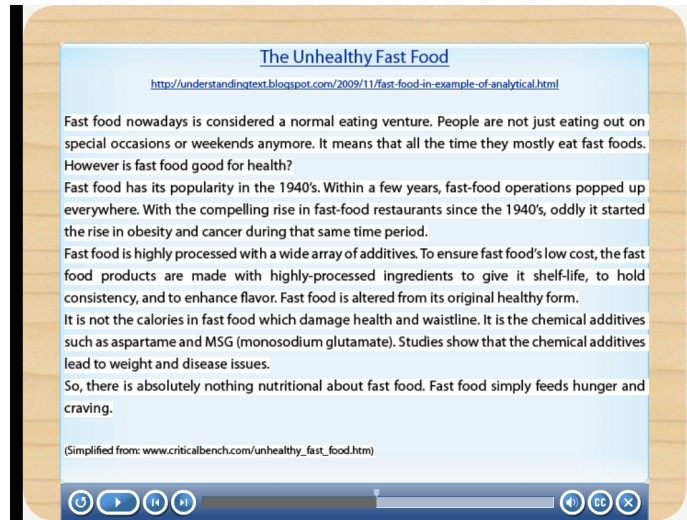 The Unhealthy Fast Food
http://understandingtext.blogspot.com/2009/11/fast-food-in-example-of-analytical.html
Fast food nowadays is considered a normal eating venture. People are not just eating out on
special occasions or weekends anymore. It means that all the time they mostly eat fast foods.
However is fast food good for health?
Fast food has its popularity in the 1940's. Within a few years, fast-food operations popped up
everywhere. With the compelling rise in fast-food restaurants since the 1940's, oddly it started
the rise in obesity and cancer during that same time period.
Fast food is highly processed with a wide array of additives. To ensure fast food's low cost, the fast
food products are made with highly-processed ingredients to give it shelf-life, to hold
consistency, and to enhance flavor. Fast food is altered from its original healthy form.
It is not the calories in fast food which damage health and waistline. It is the chemical additives
such as aspartame and MSG (monosodium glutamate). Studies show that the chemical additives
lead to weight and disease issues.
So, there is absolutely nothing nutritional about fast food. Fast food simply feeds hunger and
craving.
(Simplified from: www.criticalbench.com/unhealthy_fast_food.htm)
CC